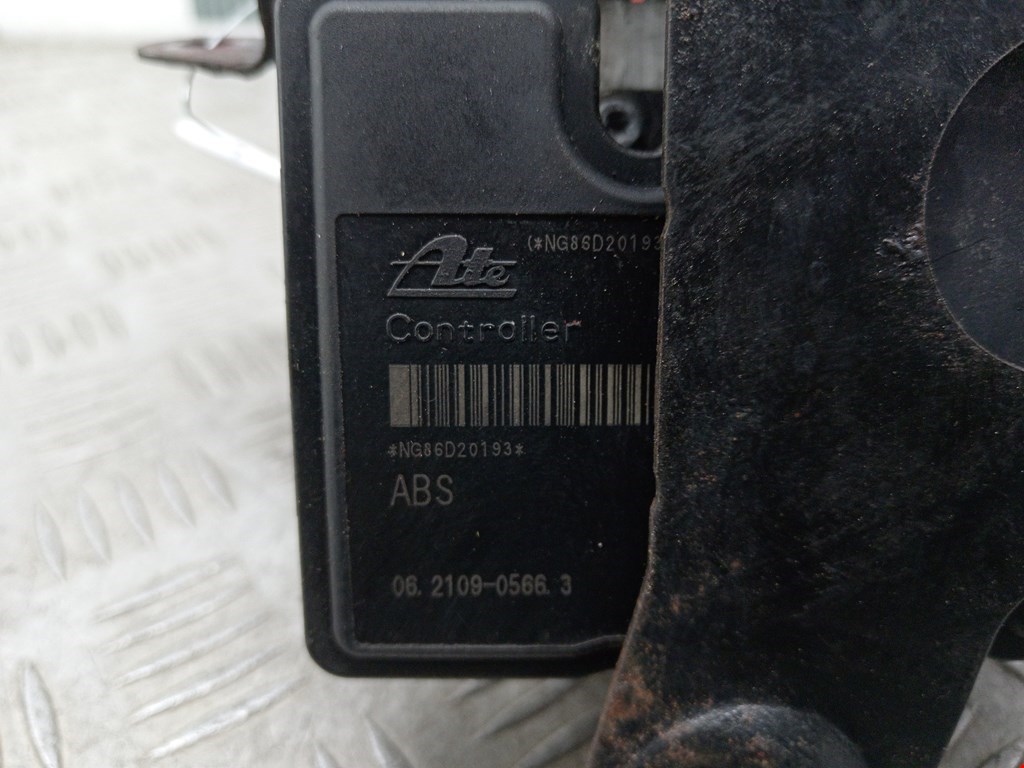 Ate (*NG86D20193
Controller
*NG86D20193*
ABS
06.2109-0566.3